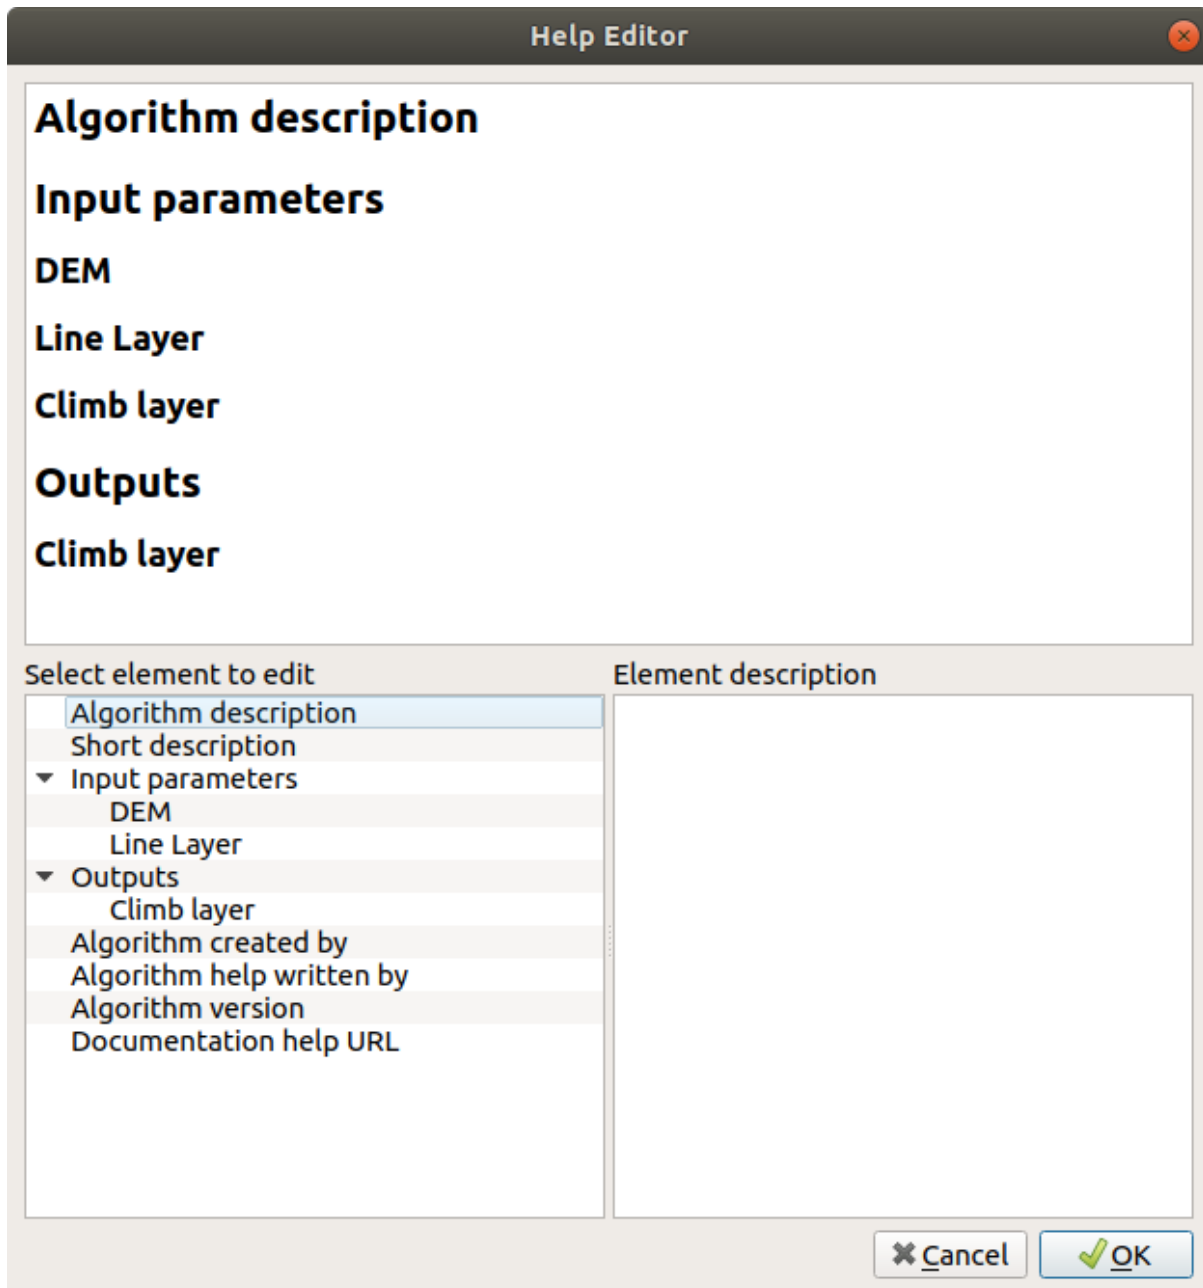 Help Editor
Algorithm description
Input parameters
DEM
Line Layer
Climb layer
Outputs
Climb layer
Select element to edit
Algorithm description
Short description
Input parameters
DEM
Line Layer
Outputs
Climb layer
Algorithm created by
Algorithm help written by
Algorithm version
Documentation help URL
Element description
Cancel
OK